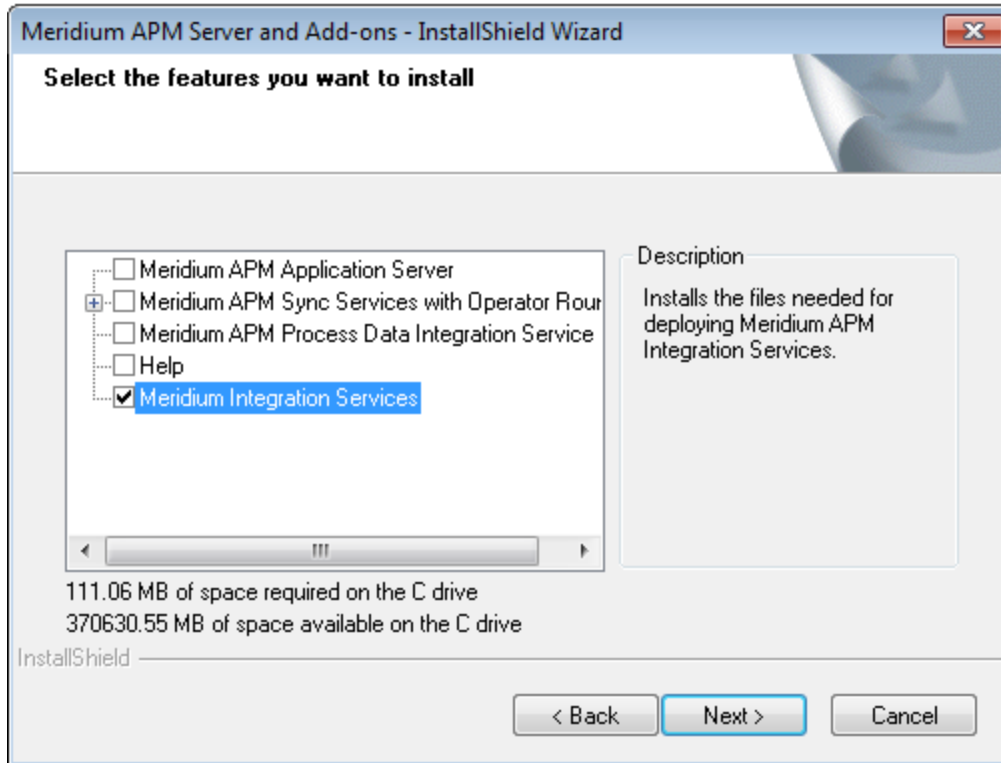 Meridium APM Server and Add-ons - InstallShield Wizard
Select the features you want to install
Meridium APM Application Server
Meridium APM Sync Services with Operator Rour
Meridium APM Process Data Integration Service
Help
Meridium Integration Services
Description
Installs the files needed for
deploying Meridium APM
Integration Services.
111.06 MB of space required on the C drive
370630.55 MB of space available on the C drive
InstallShield
< Back
Next >
Cancel